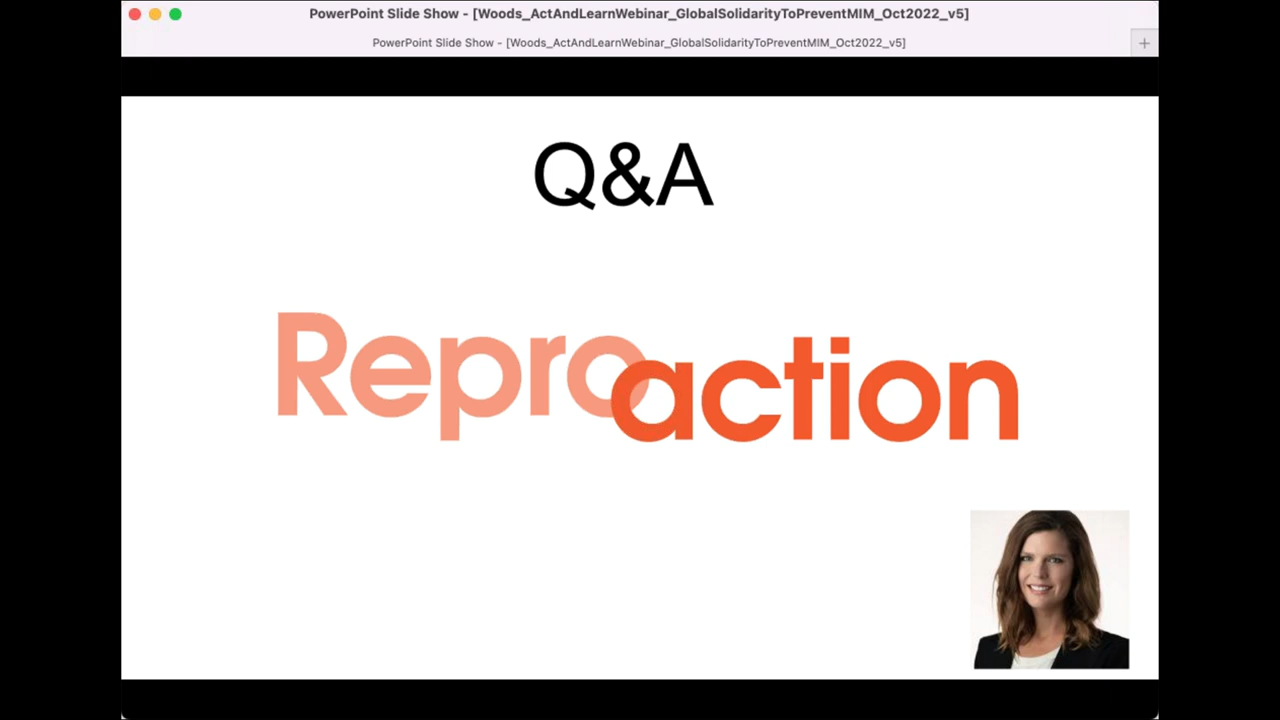 PowerPoint Slide Show - [Woods_ActAndLearnWebinar_GlobalSolidarityToPreventMIM_Oct2022_v5]
PowerPoint Slide Show - [Woods_ActAndLearnWebinar_GlobalSolidarityToPreventMIM_Oct2022_v5]
Q&A
Reproaction